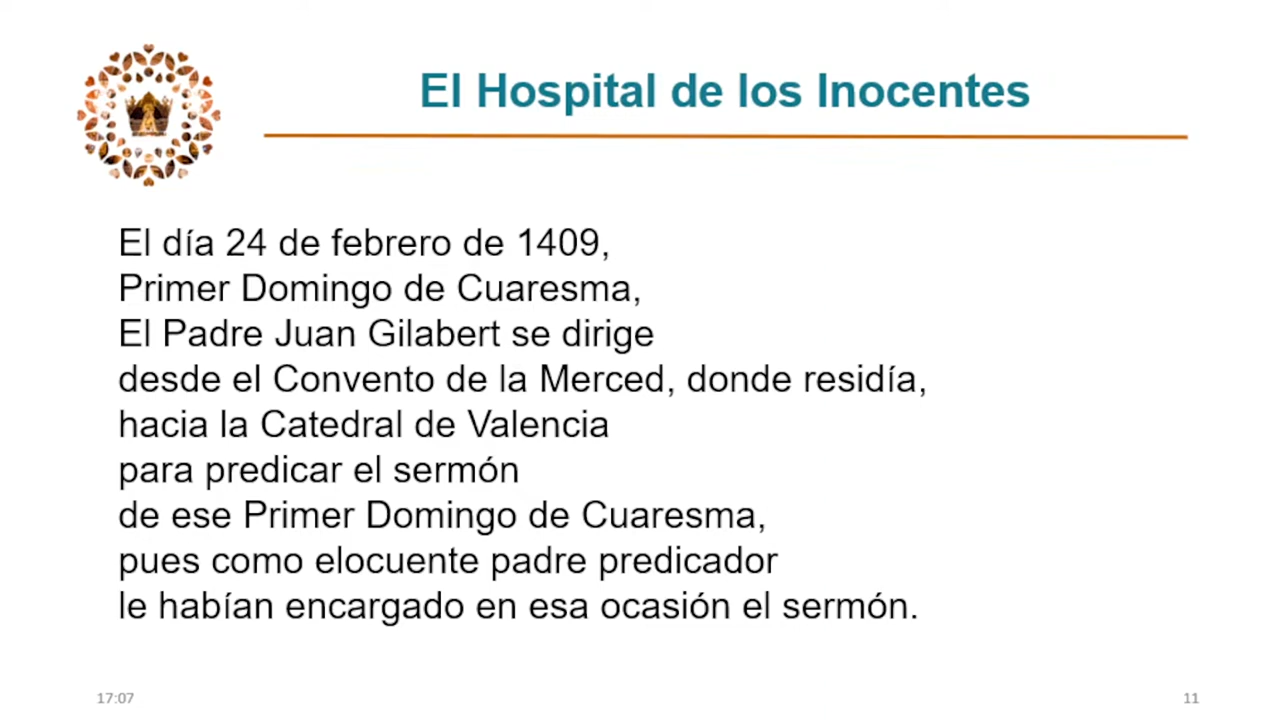 El Hospital de los Inocentes
El día 24 de febrero de 1409,
Primer Domingo de Cuaresma,
El Padre Juan Gilabert se dirige
desde el Convento de la Merced, donde residía,
hacia la Catedral de Valencia
para predicar el sermón
de ese Primer Domingo de Cuaresma,
pues como elocuente padre predicador
le habían encargado en esa ocasión el sermón.
17:07
11